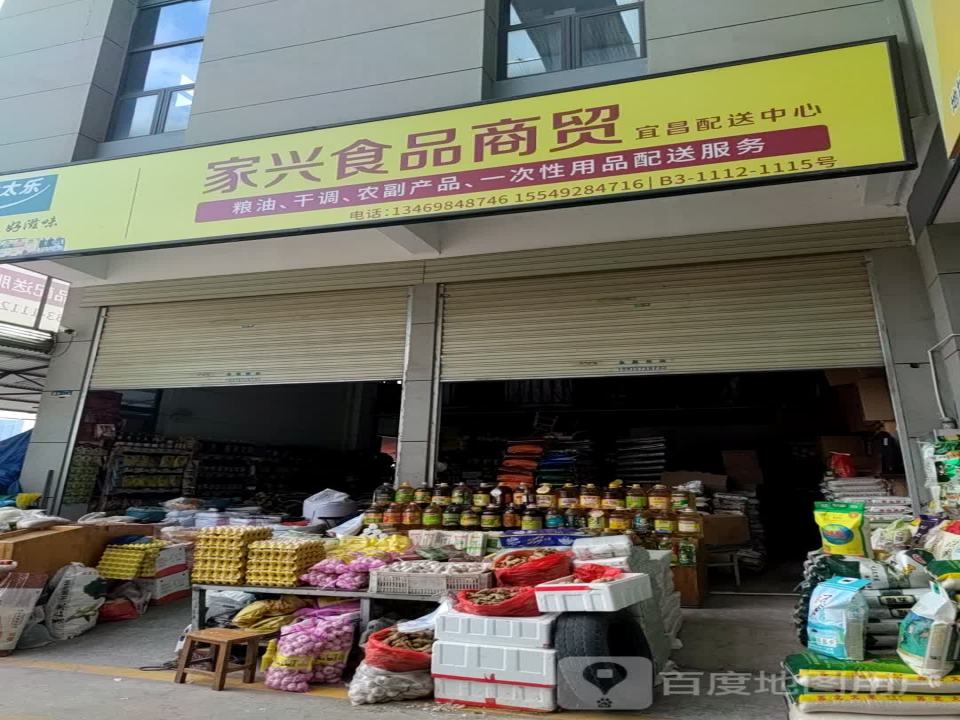 太乐
好滋味
家兴食品商贸 宜昌配送中心
粮油、干调、农副产品、一次性用品配送服务
电话:13469848746 15549284716 | B3-1112-1115号
百度地图用户